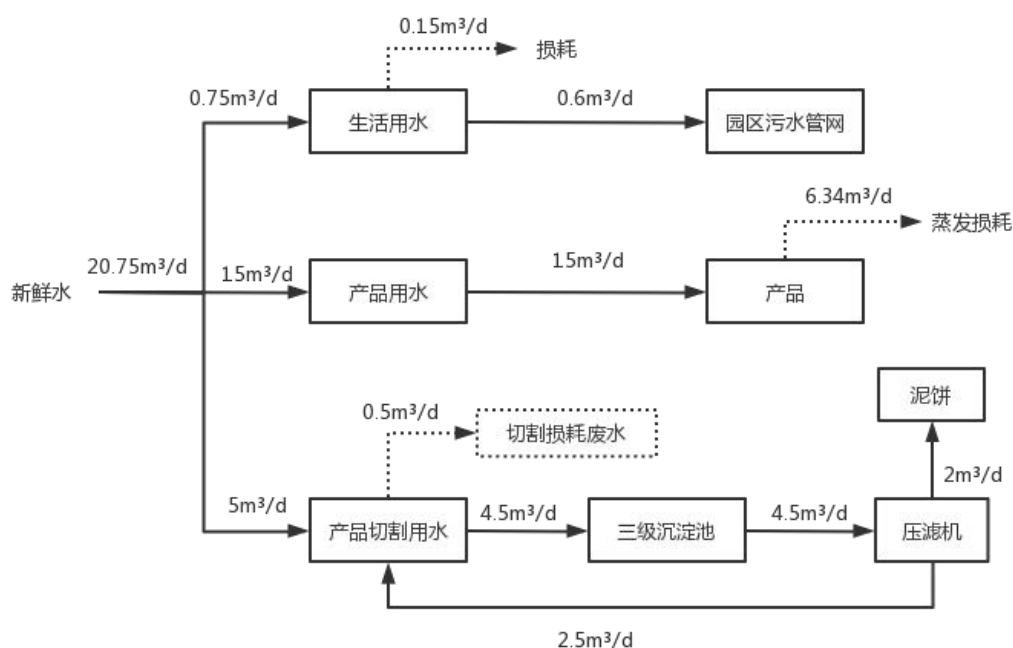 0.15m³/d
损耗
0.75m³/d
生活用水
0.6m³/d
园区污水管网
6.34m³/d
蒸发损耗
新鲜水
20.75m³/d
15m³/d
产品用水
15m³/d
产品
泥饼
0.5m³/d
切割损耗废水
2m³/d
5m³/d
产品切割用水
4.5m³/d
三级沉淀池
4.5m³/d
压滤机
2.5m³/d